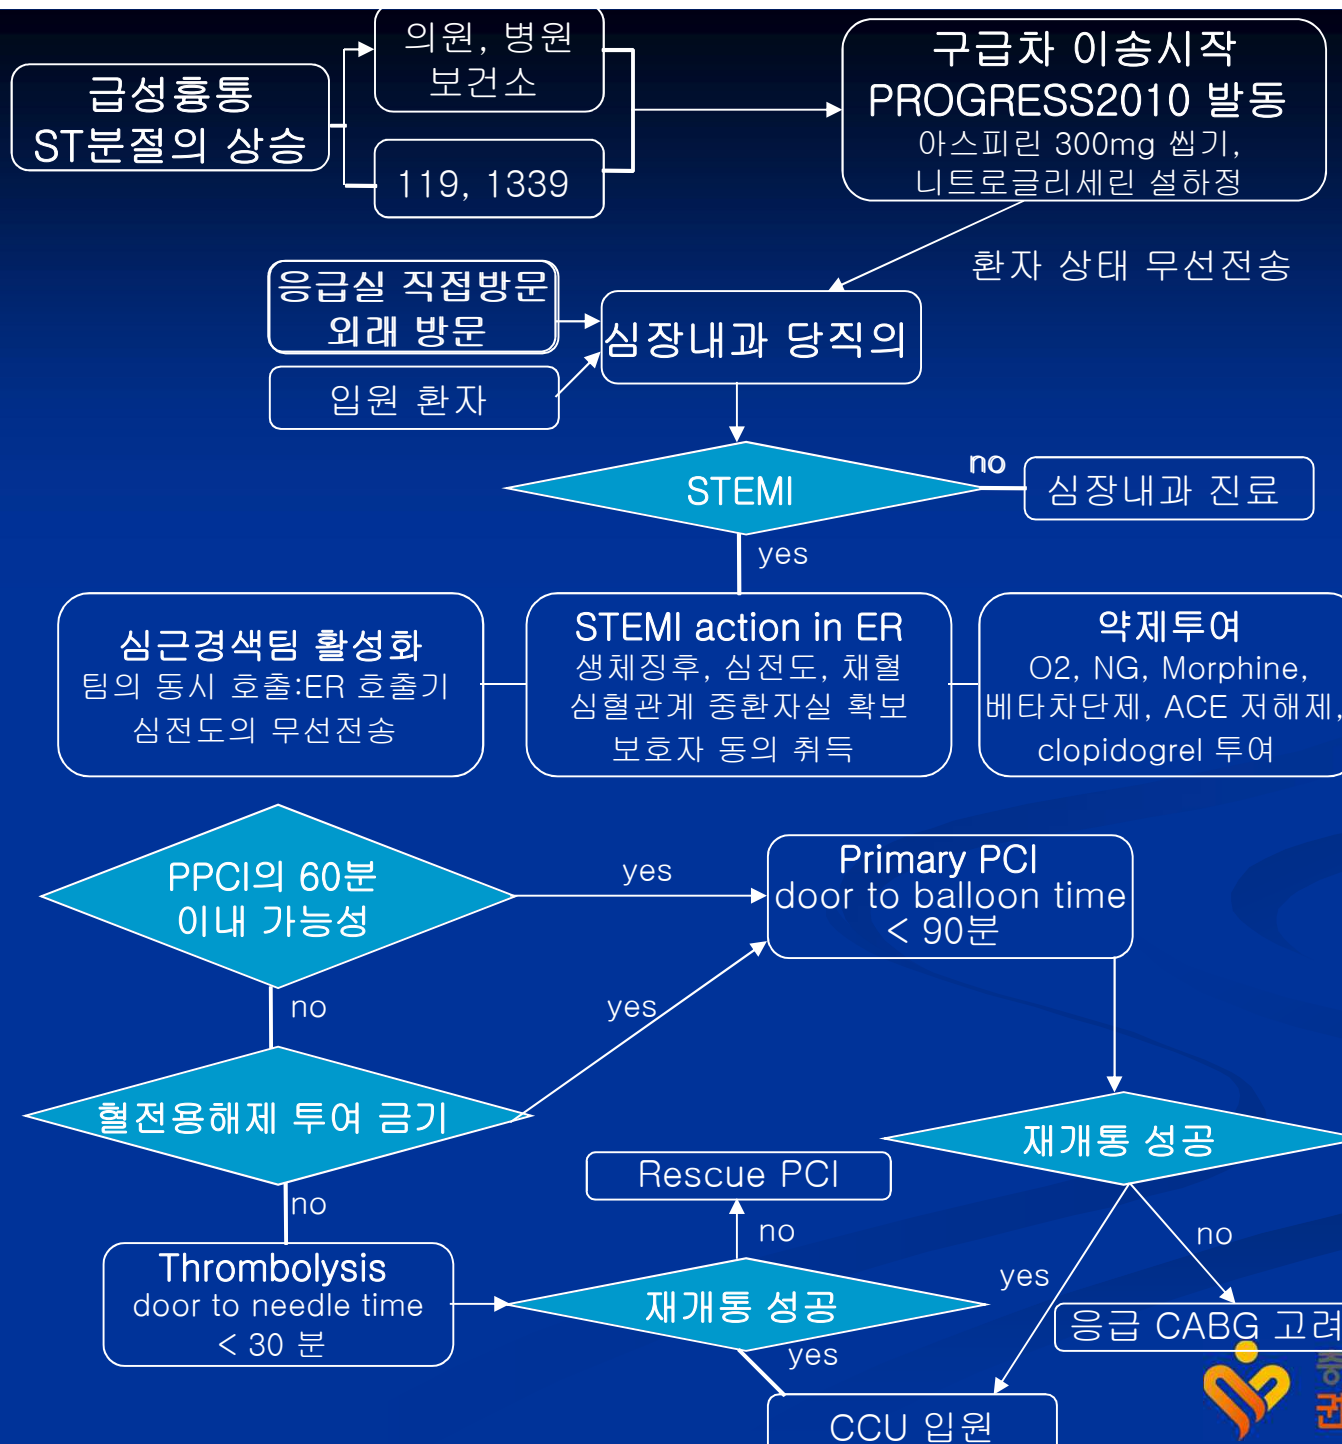 의원, 병원
보건소
급성흉통
ST분절의 상승
119, 1339
구급차 이송시작
PROGRESS2010 발동
아스피린 300mg 씹기,
니트로글리세린 설하정
환자 상태 무선전송
응급실 직접방문
외래 방문
입원 환자
심장내과 당직의
STEMI
no
심장내과 진료
yes
심근경색팀 활성화
팀의 동시 호출:ER 호출기
심전도의 무선전송
STEMI action in ER
생체징후, 심전도, 채혈
심혈관계 중환자실 확보
보호자 동의 취득
약제투여
O2, NG, Morphine,
베타차단제, ACE 저해제,
clopidogrel 투여
PPCI의 60분
이내 가능성
yes
Primary PCI
door to balloon time
< 90분
no
yes
혈전용해제 투여 금기
재개통 성공
Rescue PCI
no
no
no
Thrombolysis
door to needle time
< 30 분
재개통 성공
yes
yes
응급 CABG 고려
CCU 입원